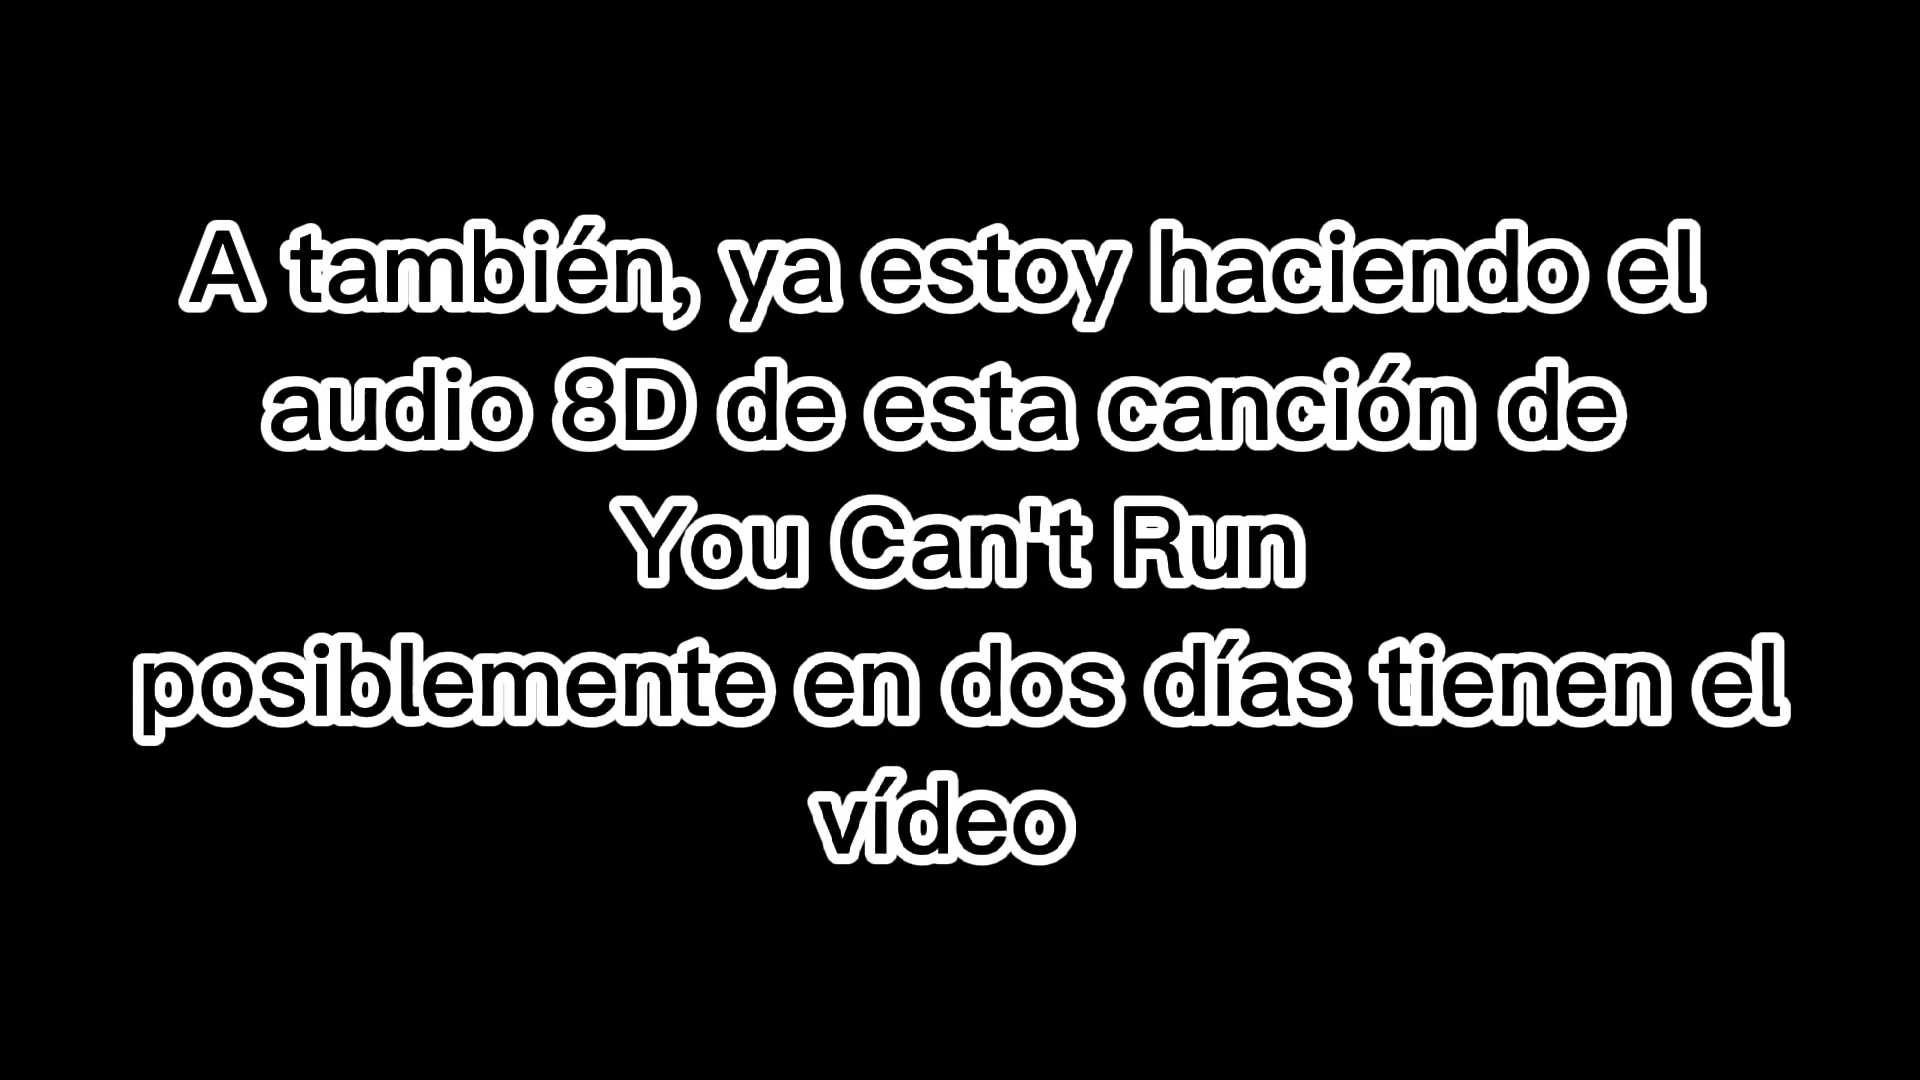 A también, ya estoy haciendo el
audio 8D de esta canción de
You Can't Run
posiblemente en dos días tienen el
vídeo